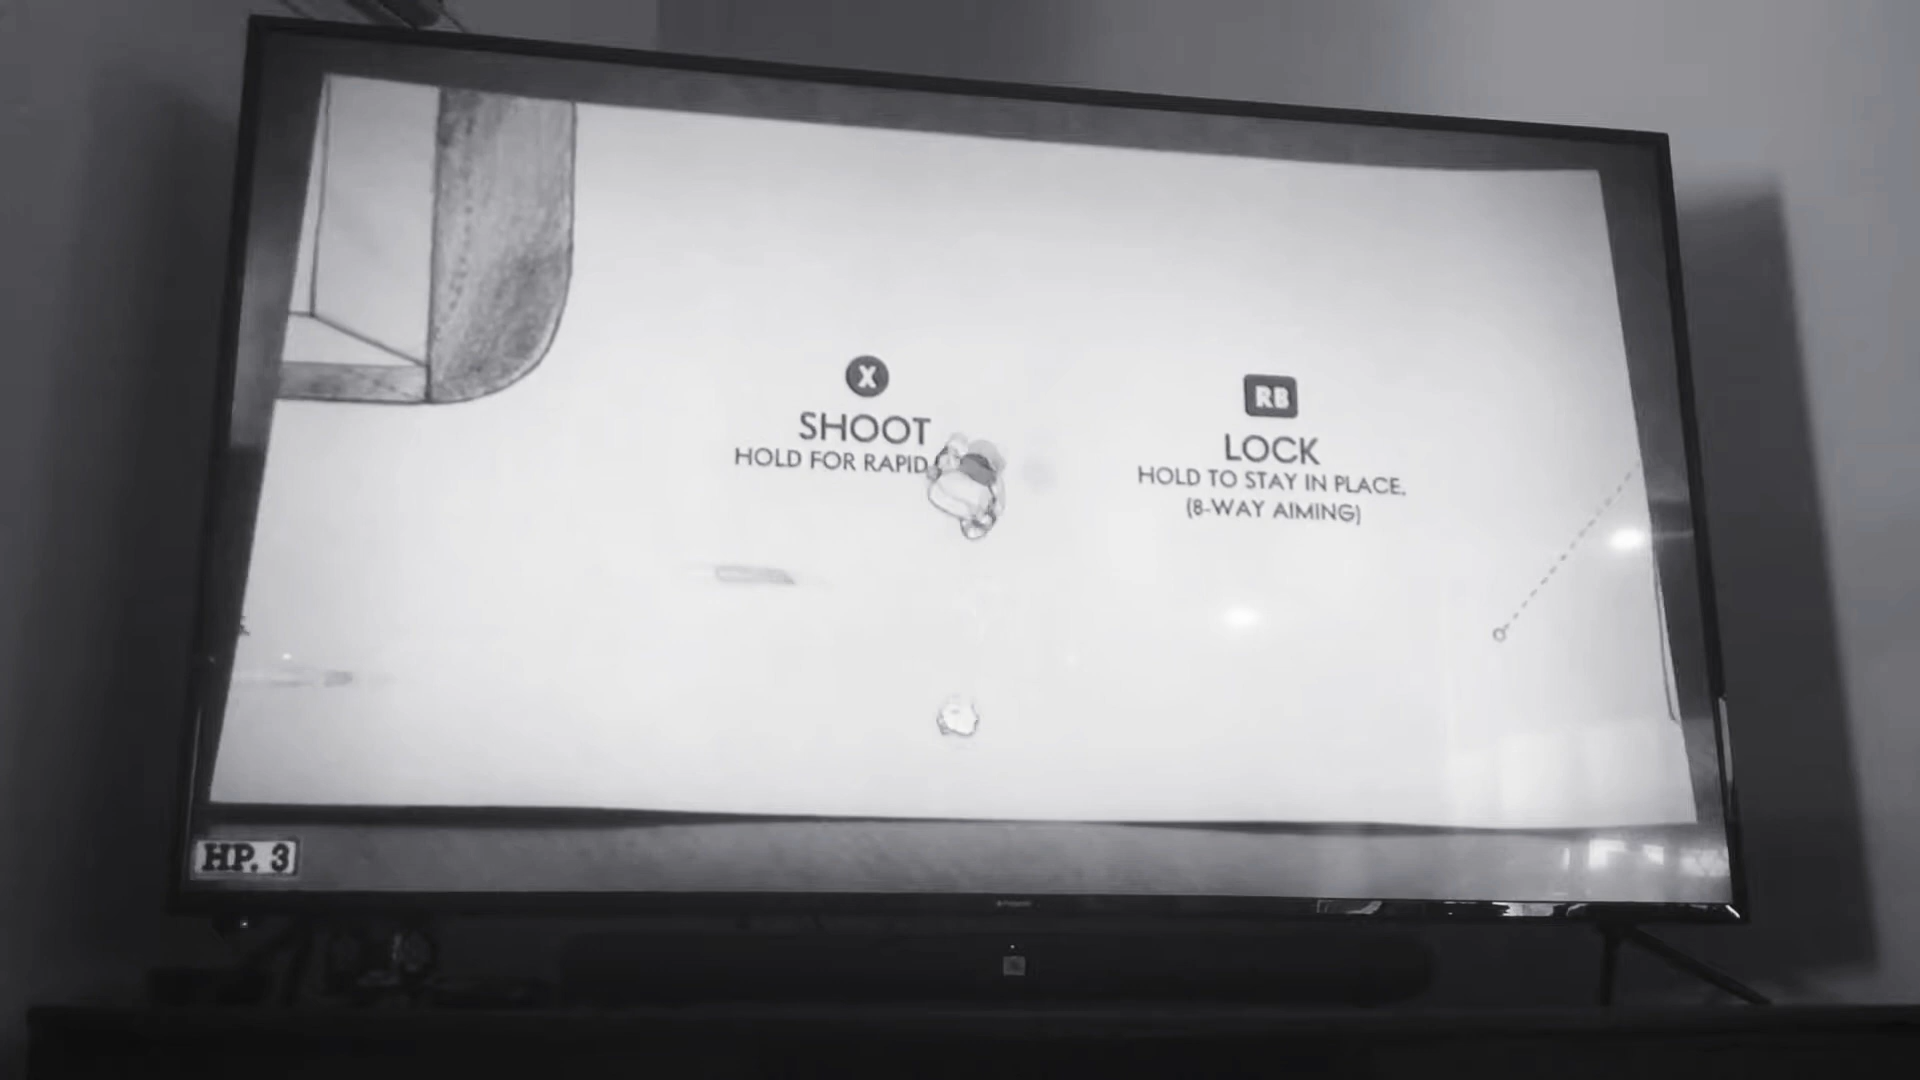 X
SHOOT
HOLD FOR RAPID
RB
LOCK
HOLD TO STAY IN PLACE.
(8-WAY AIMING)
HP. 3